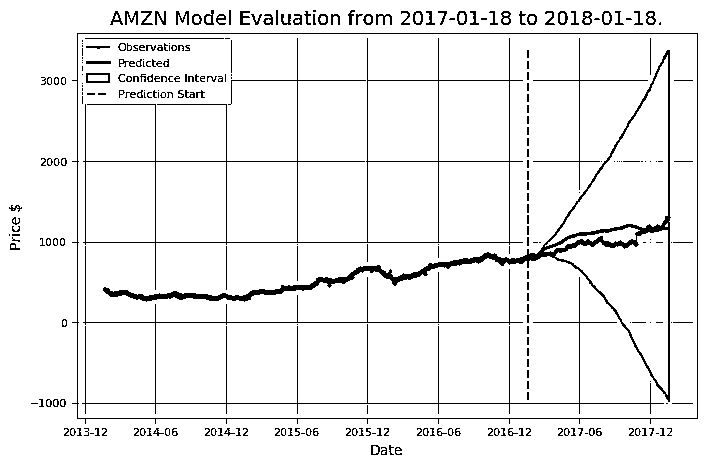 AMZN Model Evaluation from 2017-01-18 to 2018-01-18.
Observations
Predicted
Confidence Interval
Prediction Start
Price $
3000
2000
1000
0
−1000
2013-12 2014-06 2014-12 2015-06 2015-12 2016-06 2016-12 2017-06 2017-12
Date